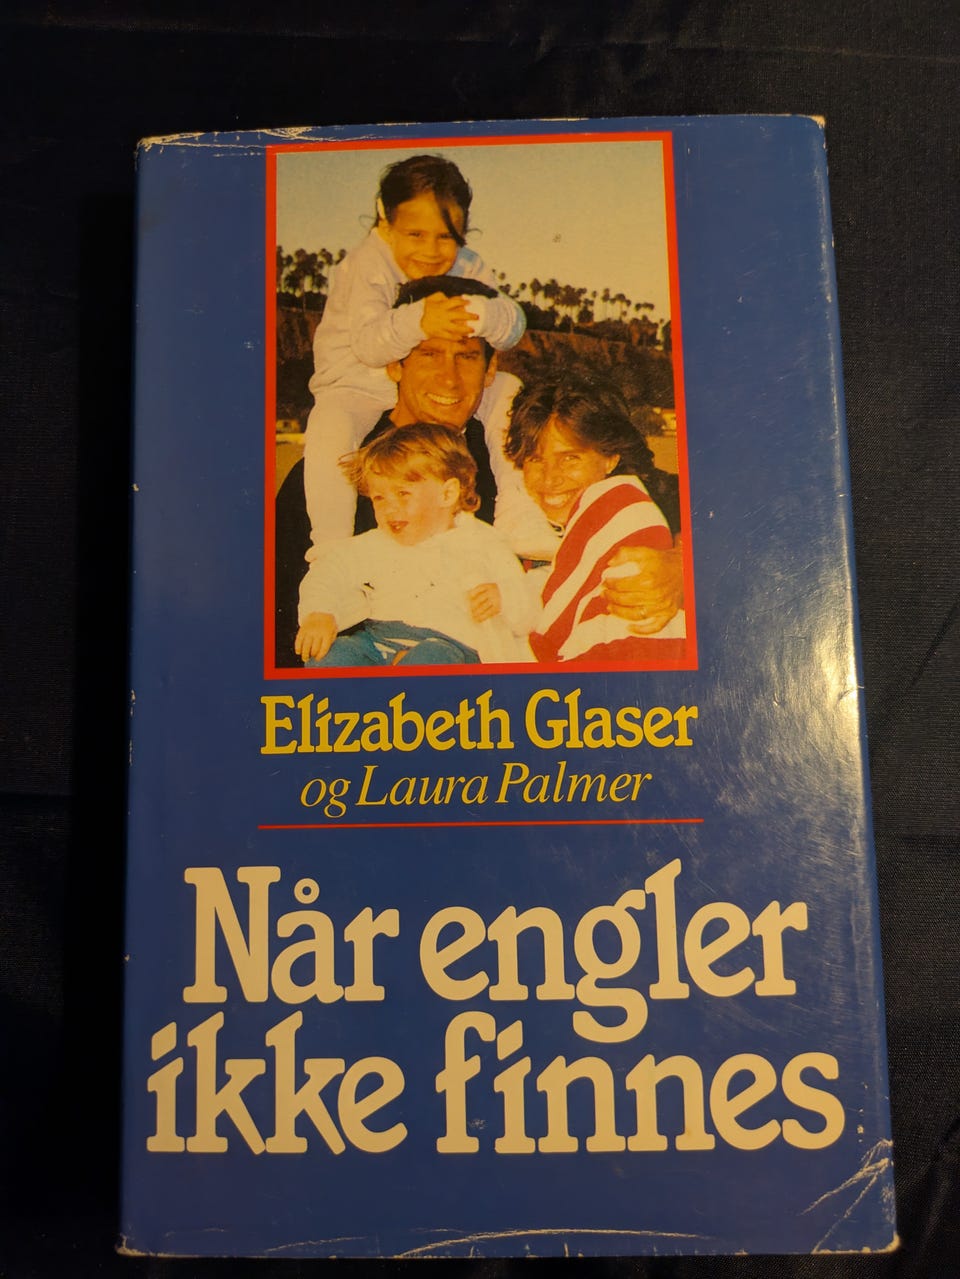 Elizabeth Glaser
og Laura Palmer
Når engler
ikke finnes